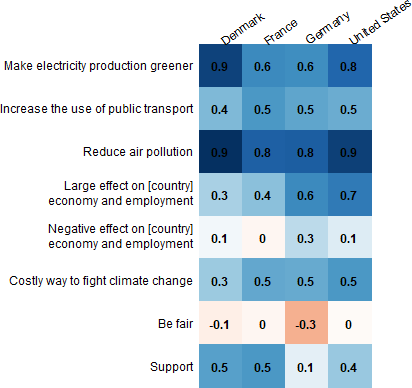 Denmark France Germany United States
Make electricity production greener 0.9 0.6 0.6 0.8
Increase the use of public transport 0.4 0.5 0.5 0.5
Reduce air pollution 0.9 0.8 0.8 0.9
Large effect on [country]
economy and employment 0.3 0.4 0.6 0.7
Negative effect on [country]
economy and employment 0.1 0 0.3 0.1
Costly way to fight climate change 0.3 0.5 0.5 0.5
Be fair -0.1 0 -0.3 0
Support 0.5 0.5 0.1 0.4